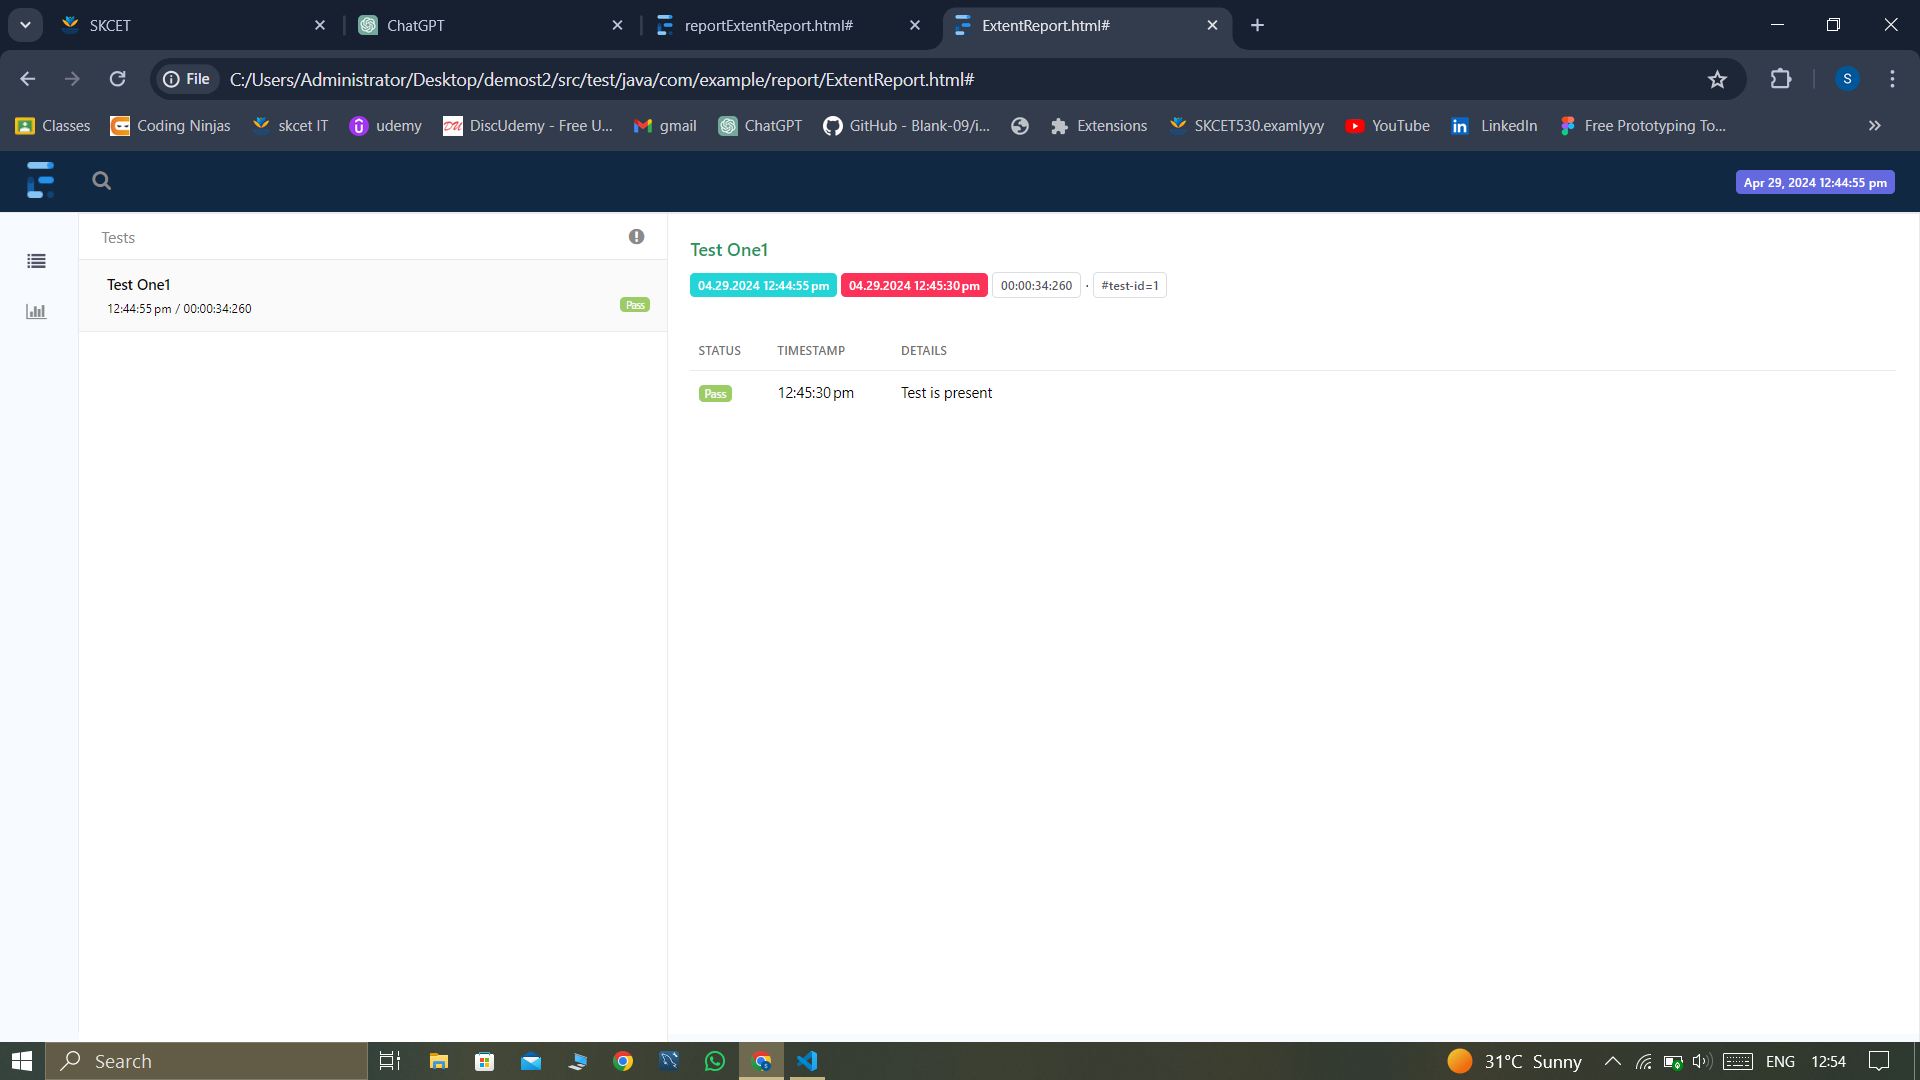 SKCET
ChatGPT
reportExtentReport.html#
ExtentReport.html#
File
C:/Users/Administrator/Desktop/demost2/src/test/java/com/example/report/ExtentReport.html#
S
Classes
Coding Ninjas
skcet IT
udemy
DU
DiscUdemy - Free U...
gmail
ChatGPT
GitHub - Blank-09/i...
Extensions
SKCET530.examlyyy
YouTube
in
LinkedIn
Free Prototyping To...
Apr 29, 2024 12:44:55 pm
Tests
Test One1
12:44:55 pm / 00:00:34:260
Pass
Test One1
04.29.2024 12:44:55 pm 04.29.2024 12:45:30 pm 00:00:34:260 · #test-id=1
STATUS TIMESTAMP DETAILS
Pass 12:45:30 pm Test is present
Search
31°C Sunny
ENG
12:54